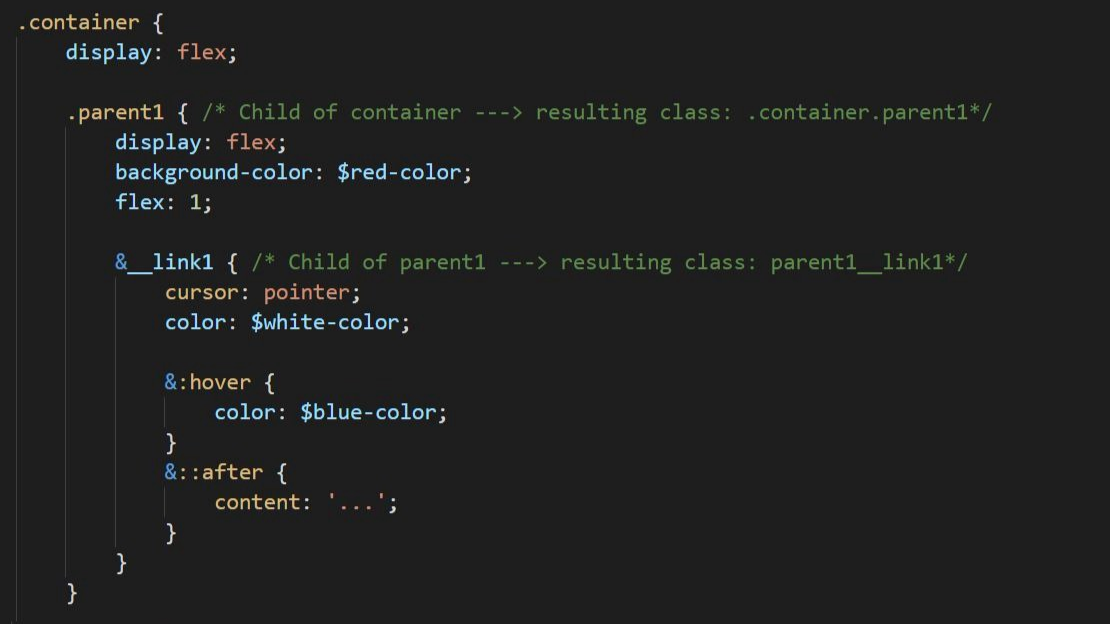 .container {
display: flex;
.parent1 { /* Child of container ---> resulting class: .container.parent1*/
display: flex;
background-color: $red-color;
flex: 1;
&__link1 { /* Child of parent1 ---> resulting class: parent1__link1*/
cursor: pointer;
color: $white-color;
&:hover {
color: $blue-color;
}
&::after {
content: '...';
}
}
}